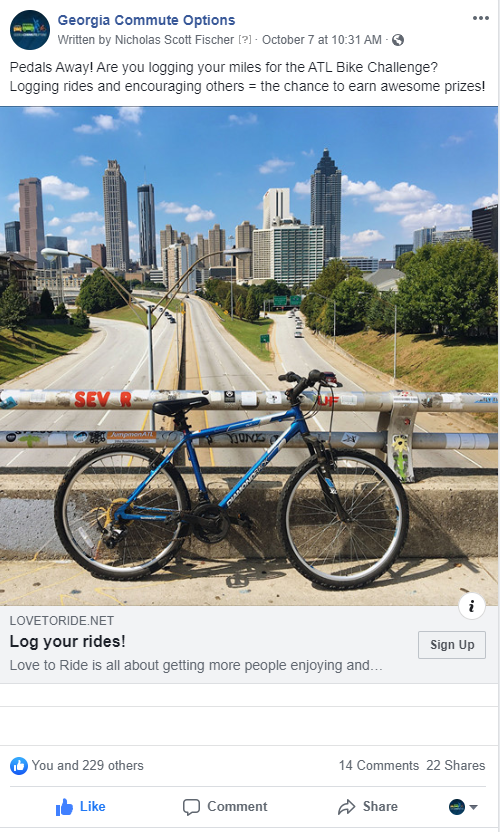 Georgia Commute Options
Written by Nicholas Scott Fischer [?] · October 7 at 10:31 AM ·
Pedals Away! Are you logging your miles for the ATL Bike Challenge?
Logging rides and encouraging others = the chance to earn awesome prizes!
SEV R
UF
JumpmanATL
LOVETORIDE.NET
Log your rides!
Love to Ride is all about getting more people enjoying and…
Sign Up
You and 229 others
14 Comments 22 Shares
Like
Comment
Share